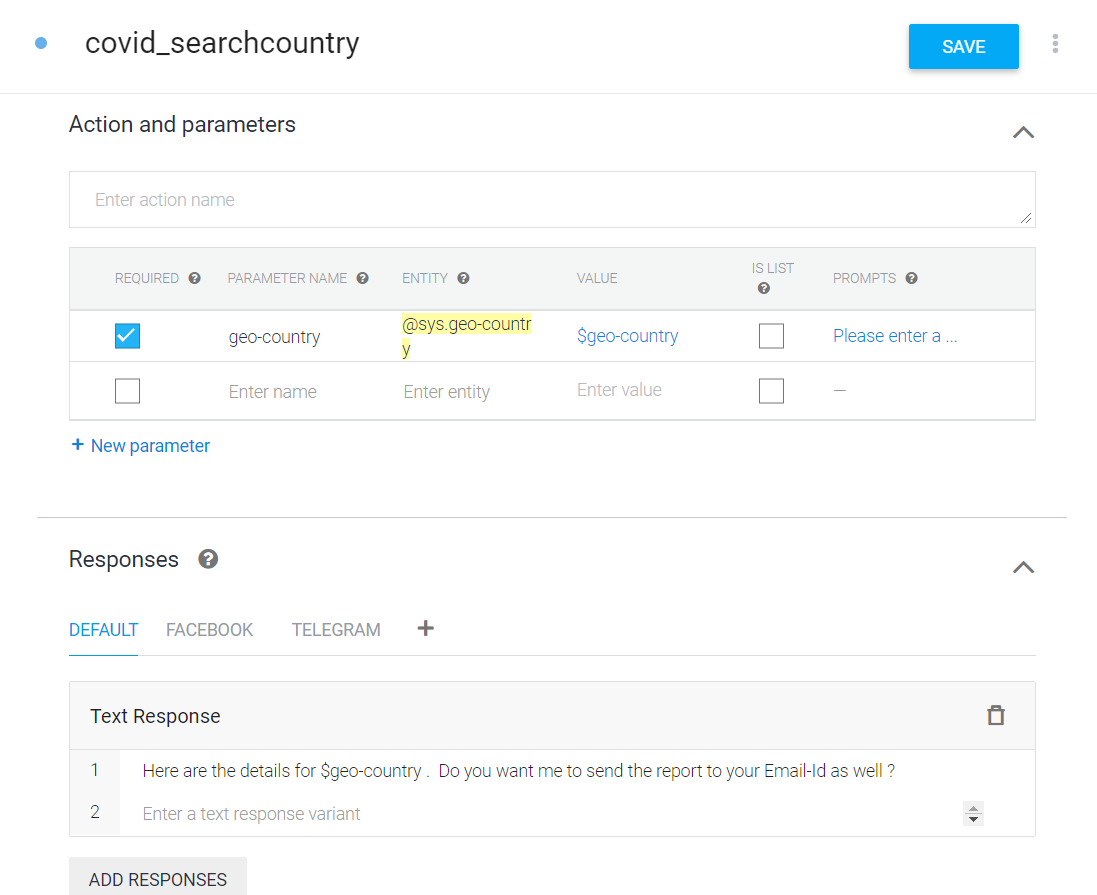 covid_searchcountry
SAVE
Action and parameters
Enter action name
REQUIRED ? PARAMETER NAME ? ENTITY ? VALUE IS LIST ? PROMPTS ?
geo-country @sys.geo-countr
y $geo-country Please enter a ...
Enter name Enter entity Enter value —
+ New parameter
Responses ?
DEFAULT FACEBOOK TELEGRAM +
Text Response
1 Here are the details for $geo-country .  Do you want me to send the report to your Email-Id as well ?
2 Enter a text response variant
ADD RESPONSES